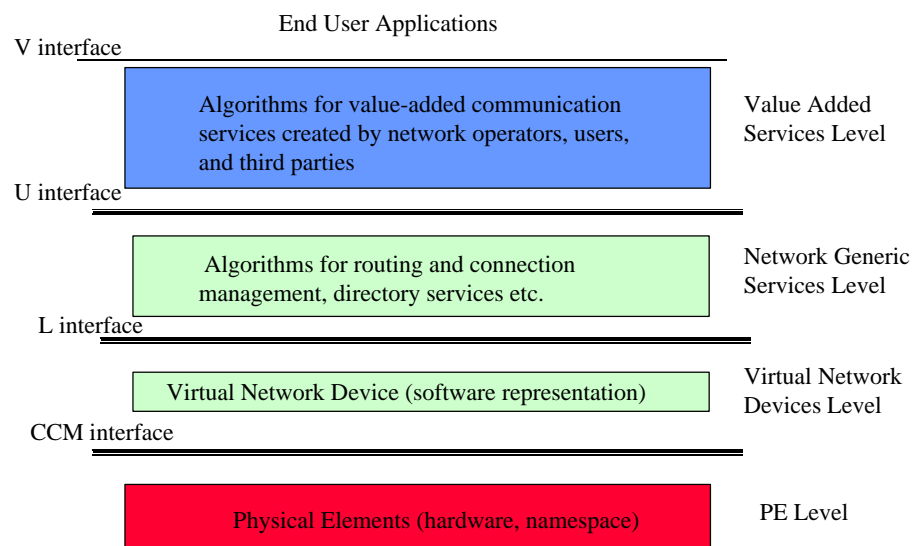 End User Applications
V interface
Algorithms for value-added communication
services created by network operators, users,
and third parties
Value Added
Services Level
U interface
Algorithms for routing and connection
management, directory services etc.
Network Generic
Services Level
L interface
Virtual Network Device (software representation)
Virtual Network
Devices Level
CCM interface
Physical Elements (hardware, namespace)
PE Level